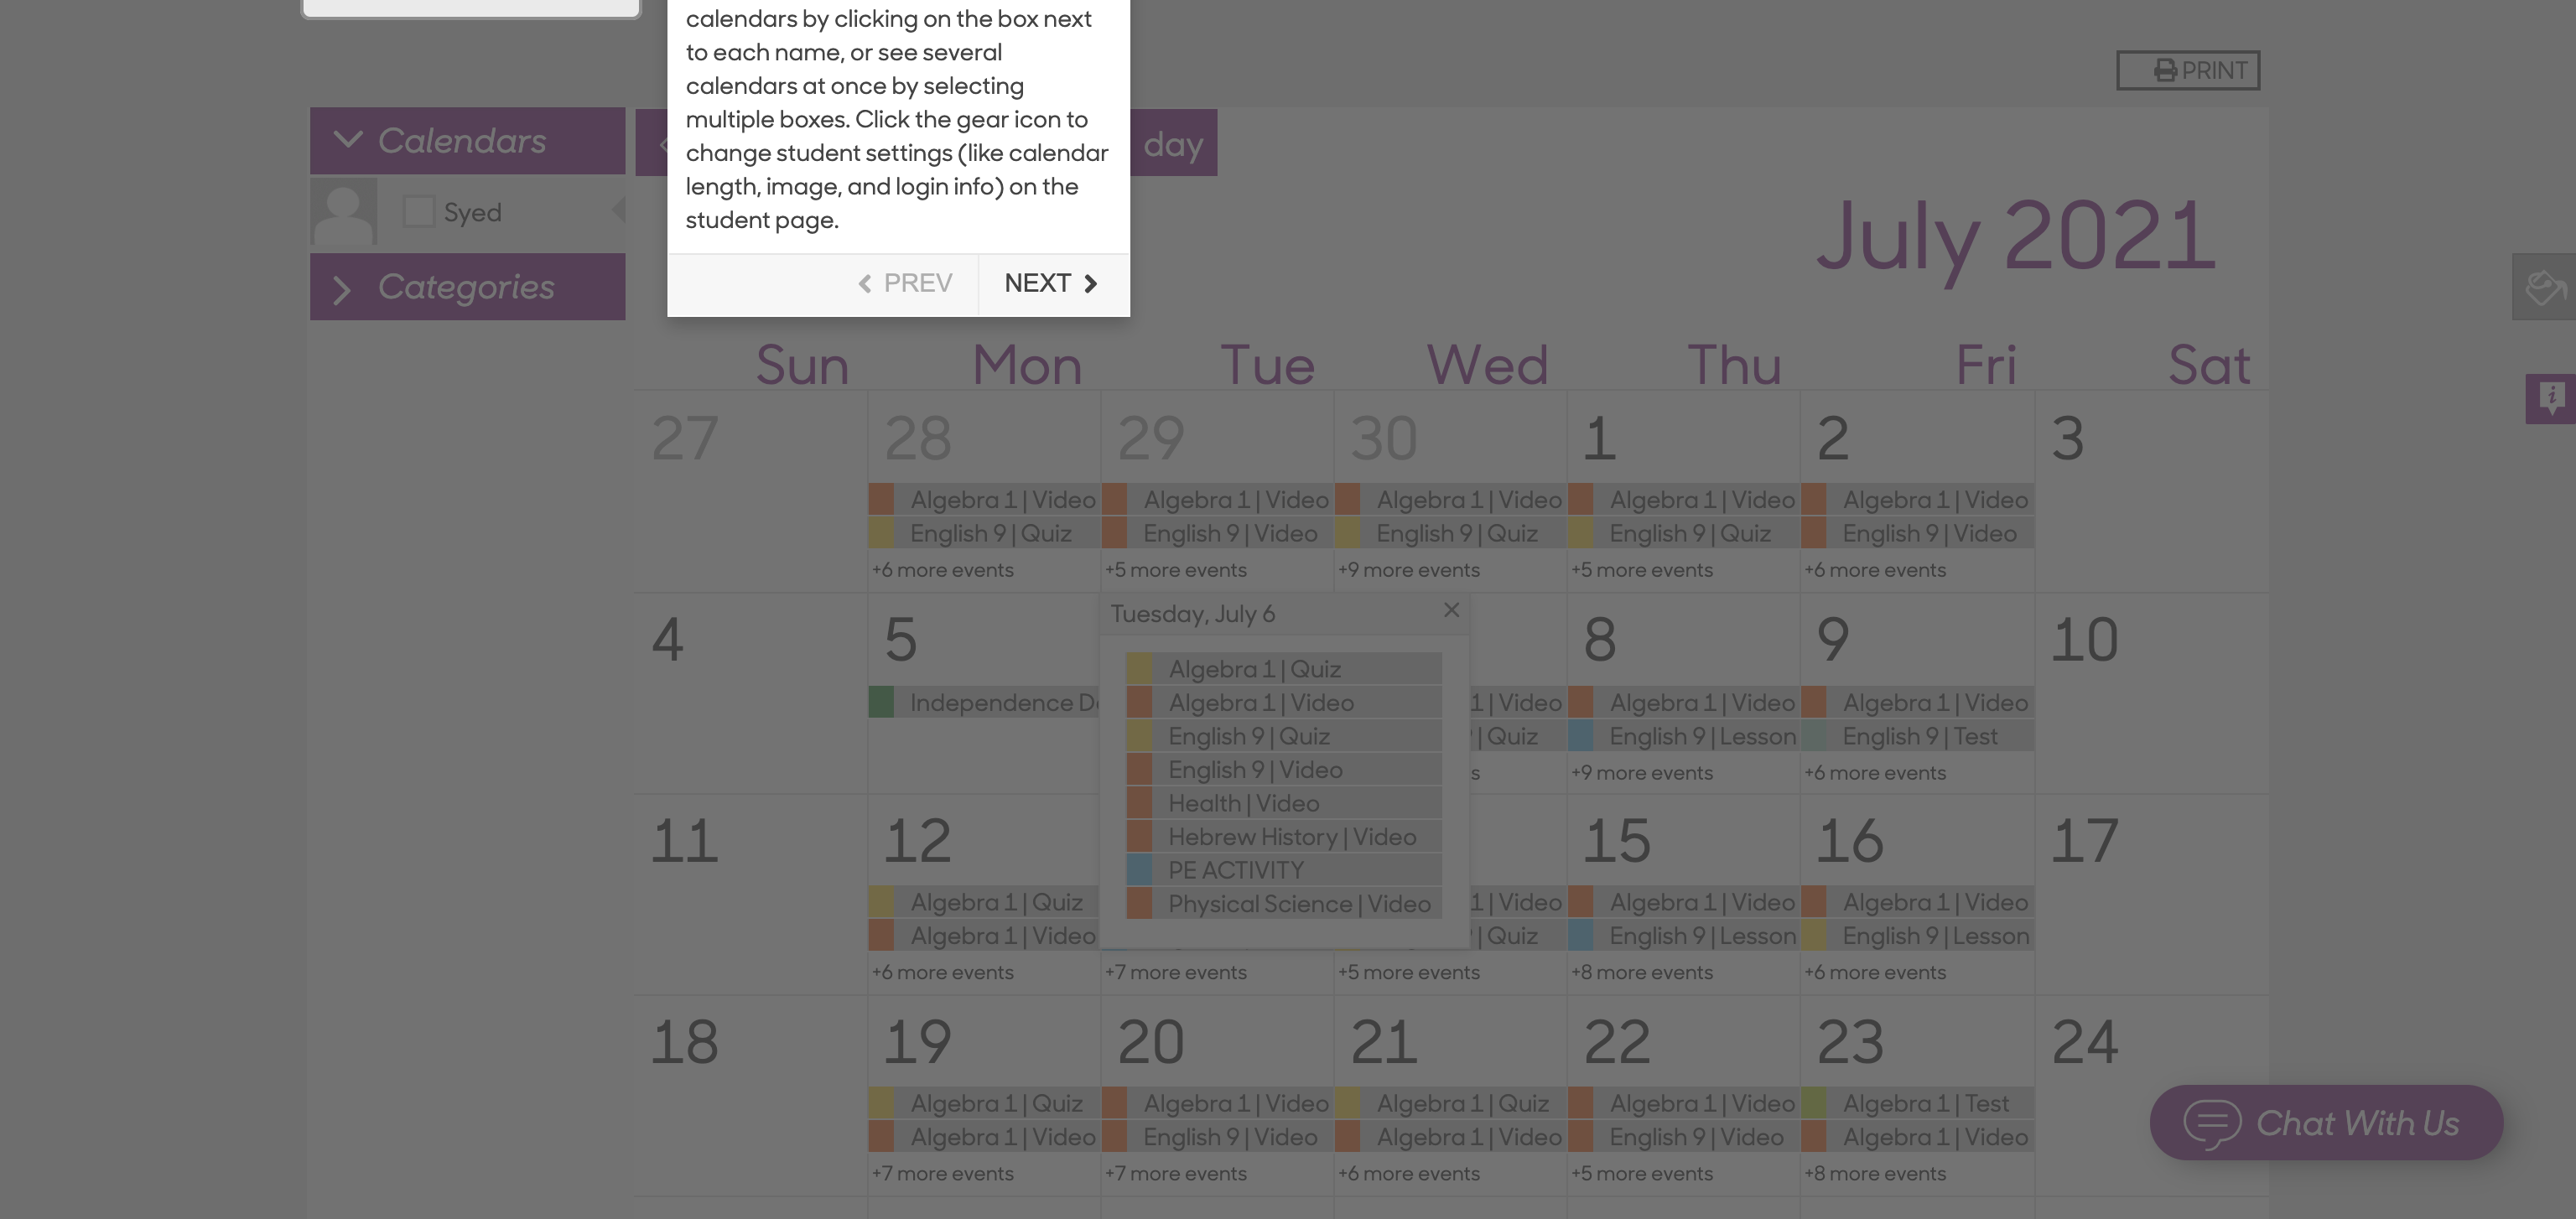 calendars by clicking on the box next
to each name, or see several
calendars at once by selecting
multiple boxes. Click the gear icon to
change student settings (like calendar
length, image, and login info) on the
student page.
PREV NEXT
PRINT
Calendars
Syed
Categories
day
July 2021
Sun Mon Tue Wed Thu Fri Sat
27 28 29 30 1 2 3
Algebra 1 | Video Algebra 1 | Video Algebra 1 | Video Algebra 1 | Video Algebra 1 | Video
English 9 | Quiz English 9 | Video English 9 | Quiz English 9 | Quiz English 9 | Video
+6 more events +5 more events +9 more events +5 more events +6 more events
Tuesday, July 6
Algebra 1 | Quiz
Algebra 1 | Video
English 9 | Quiz
English 9 | Video
Health | Video
Hebrew History | Video
PE ACTIVITY
Physical Science | Video
4 5 8 9 10
Independence 1 | Video Algebra 1 | Video Algebra 1 | Video
| Quiz English 9 | Lesson English 9 | Test
+9 more events +6 more events
11 12 15 16 17
Algebra 1 | Quiz 1 | Video Algebra 1 | Video Algebra 1 | Video
Algebra 1 | Video | Quiz English 9 | Lesson English 9 | Lesson
+6 more events +7 more events +5 more events +8 more events +6 more events
18 19 20 21 22 23 24
Algebra 1 | Quiz Algebra 1 | Video Algebra 1 | Quiz Algebra 1 | Video Algebra 1 | Test
Algebra 1 | Video English 9 | Video Algebra 1 | Video English 9 | Video Algebra 1 | Video
+7 more events +7 more events +6 more events +5 more events +8 more events
Chat With Us